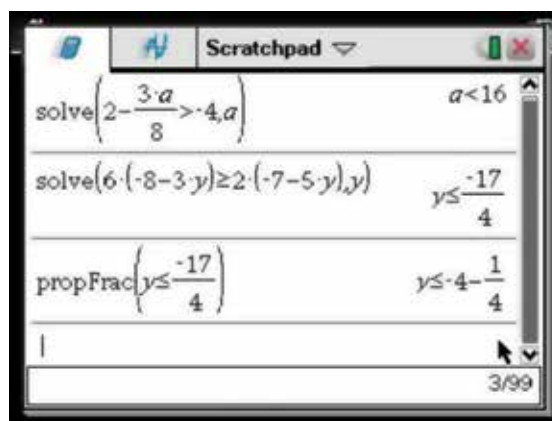 Scratchpad
solve(2-3·a/8>-4,a) a<16
solve(6·(-8-3·y)≥2·(-7-5·y),y) y≤-17/4
propFrac(y≤-17/4) y≤-4-1/4
3/99